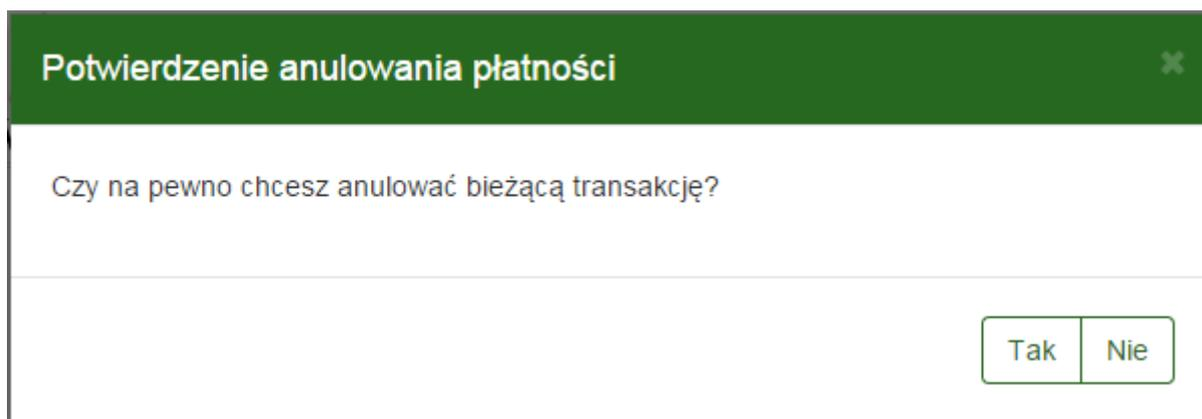 Potwierdzenie anulowania płatności
Czy na pewno chcesz anulować bieżącą transakcję?
Tak Nie